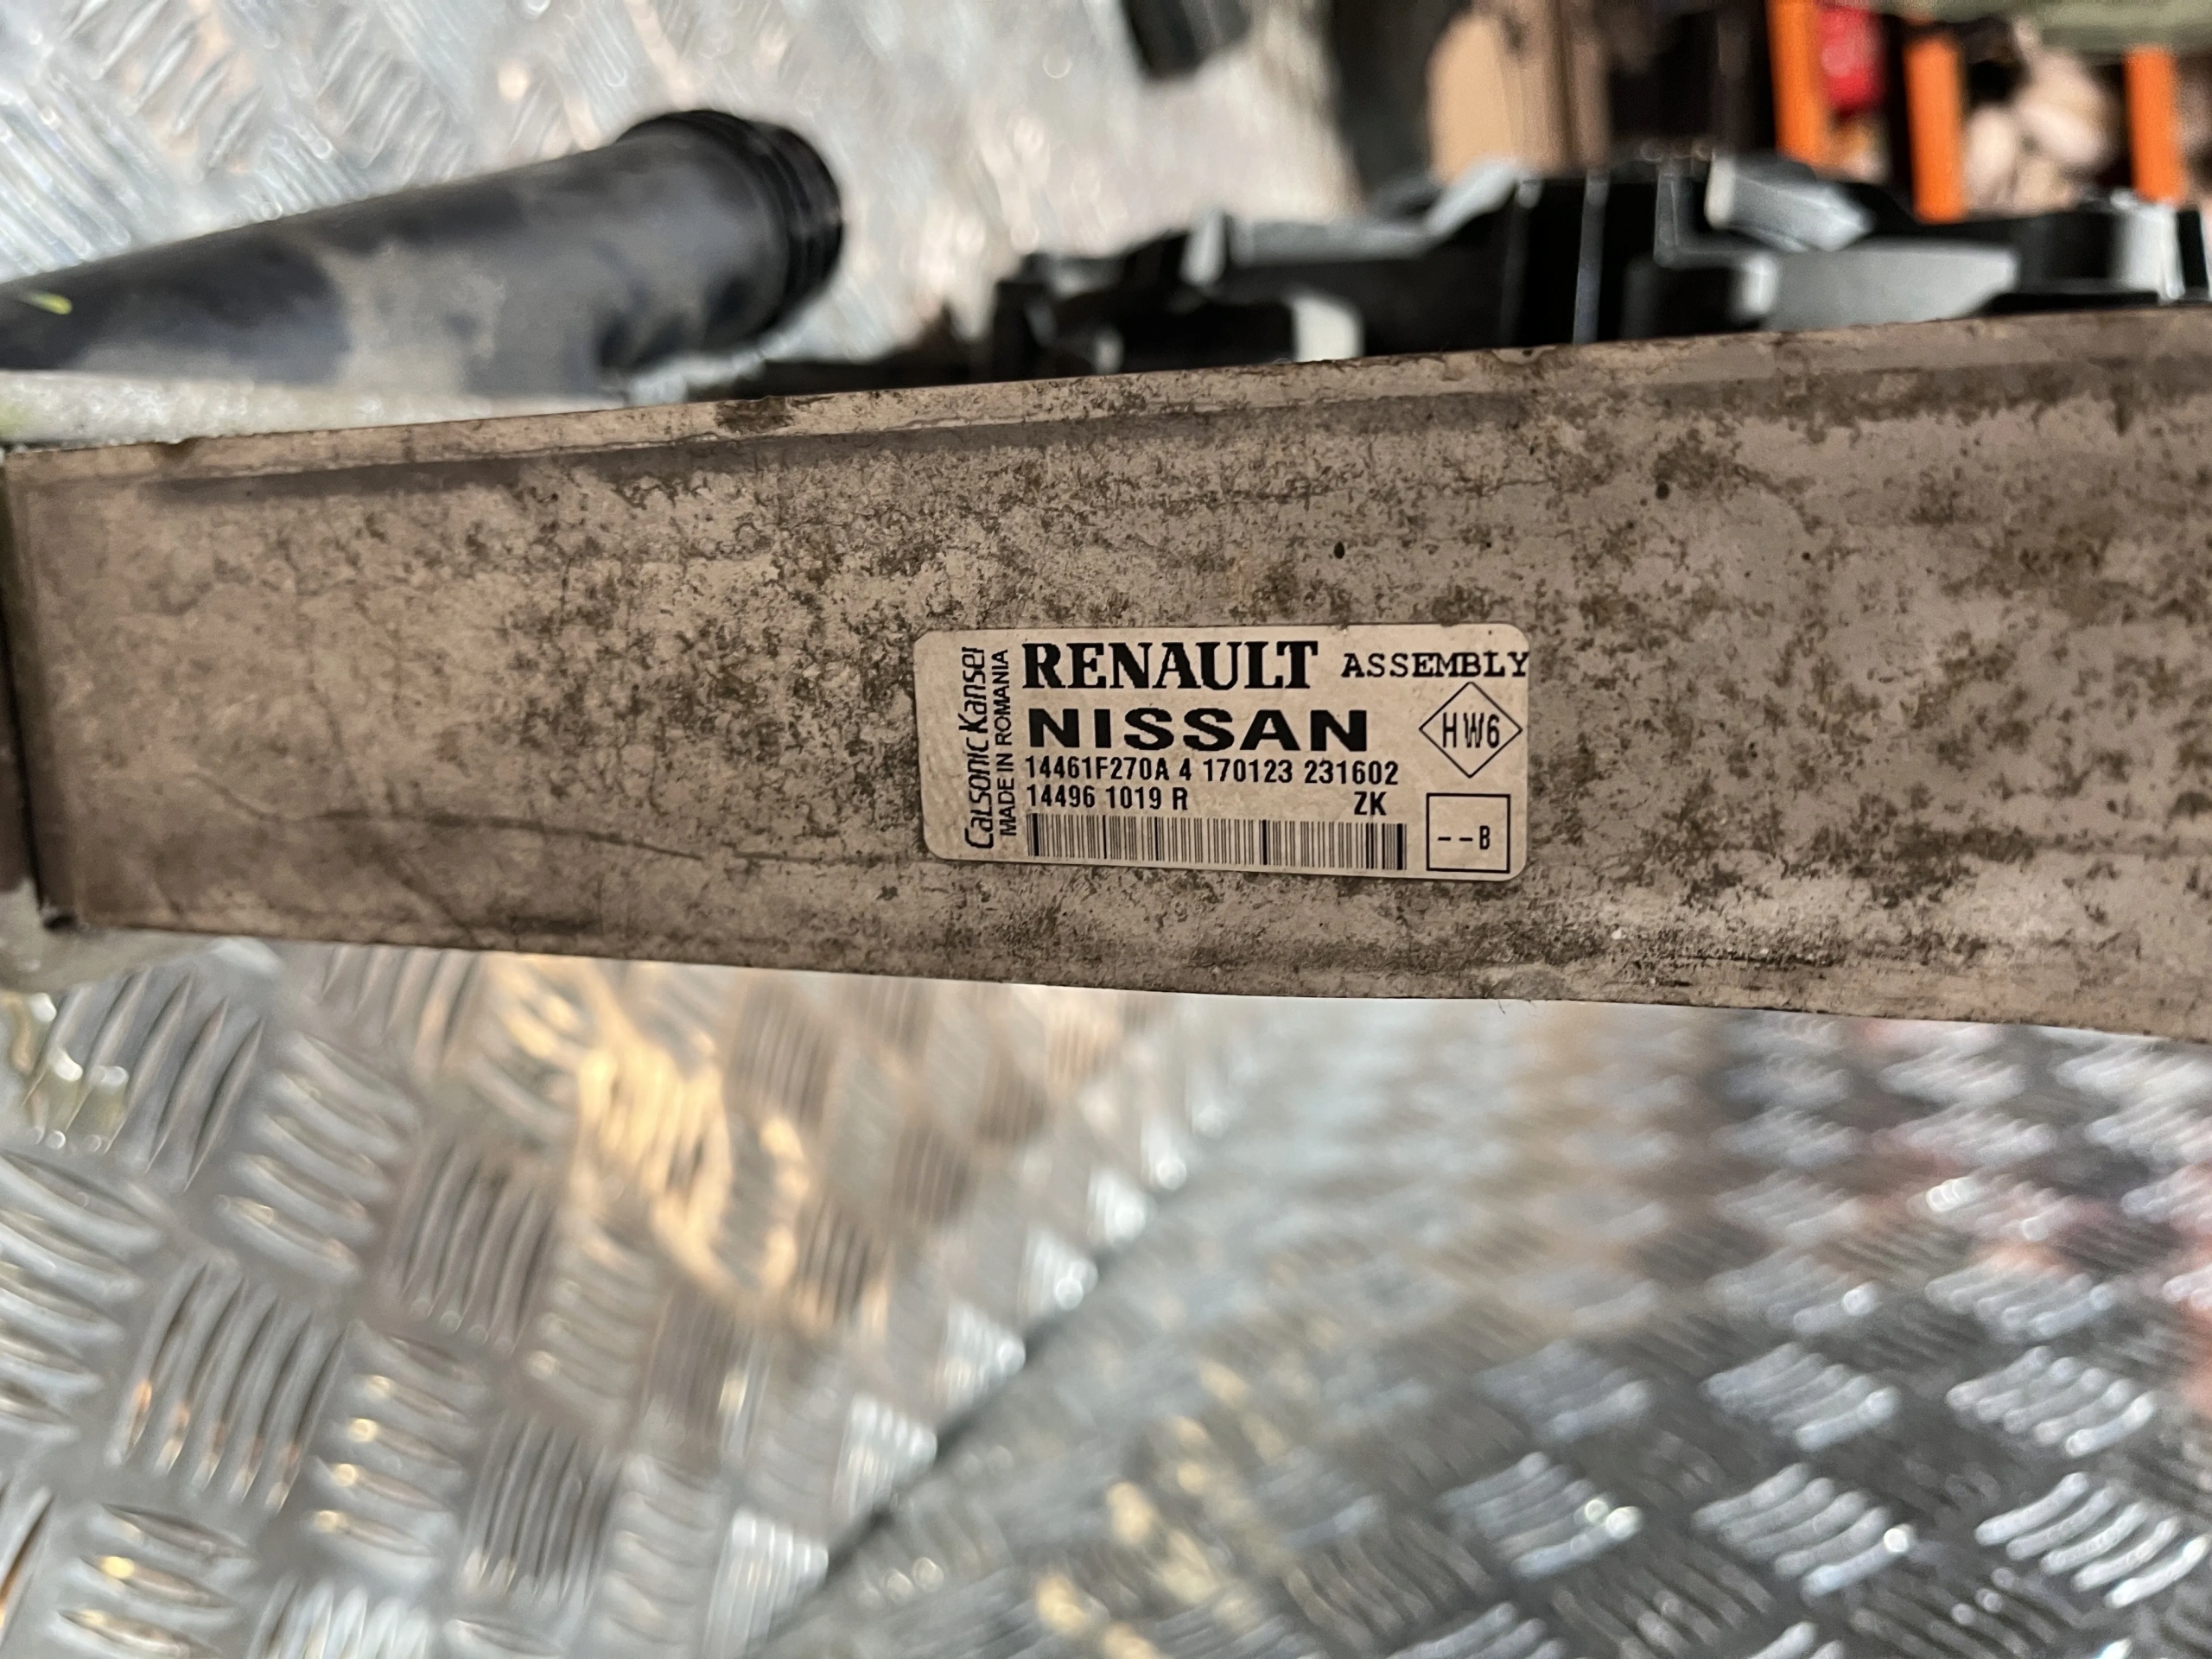 Calsonic Kansei
MADE IN ROMANIA
RENAULT ASSEMBLY
NISSAN
HW6
14461F270A 4 170123 231602
14496 1019 R ZK
--B